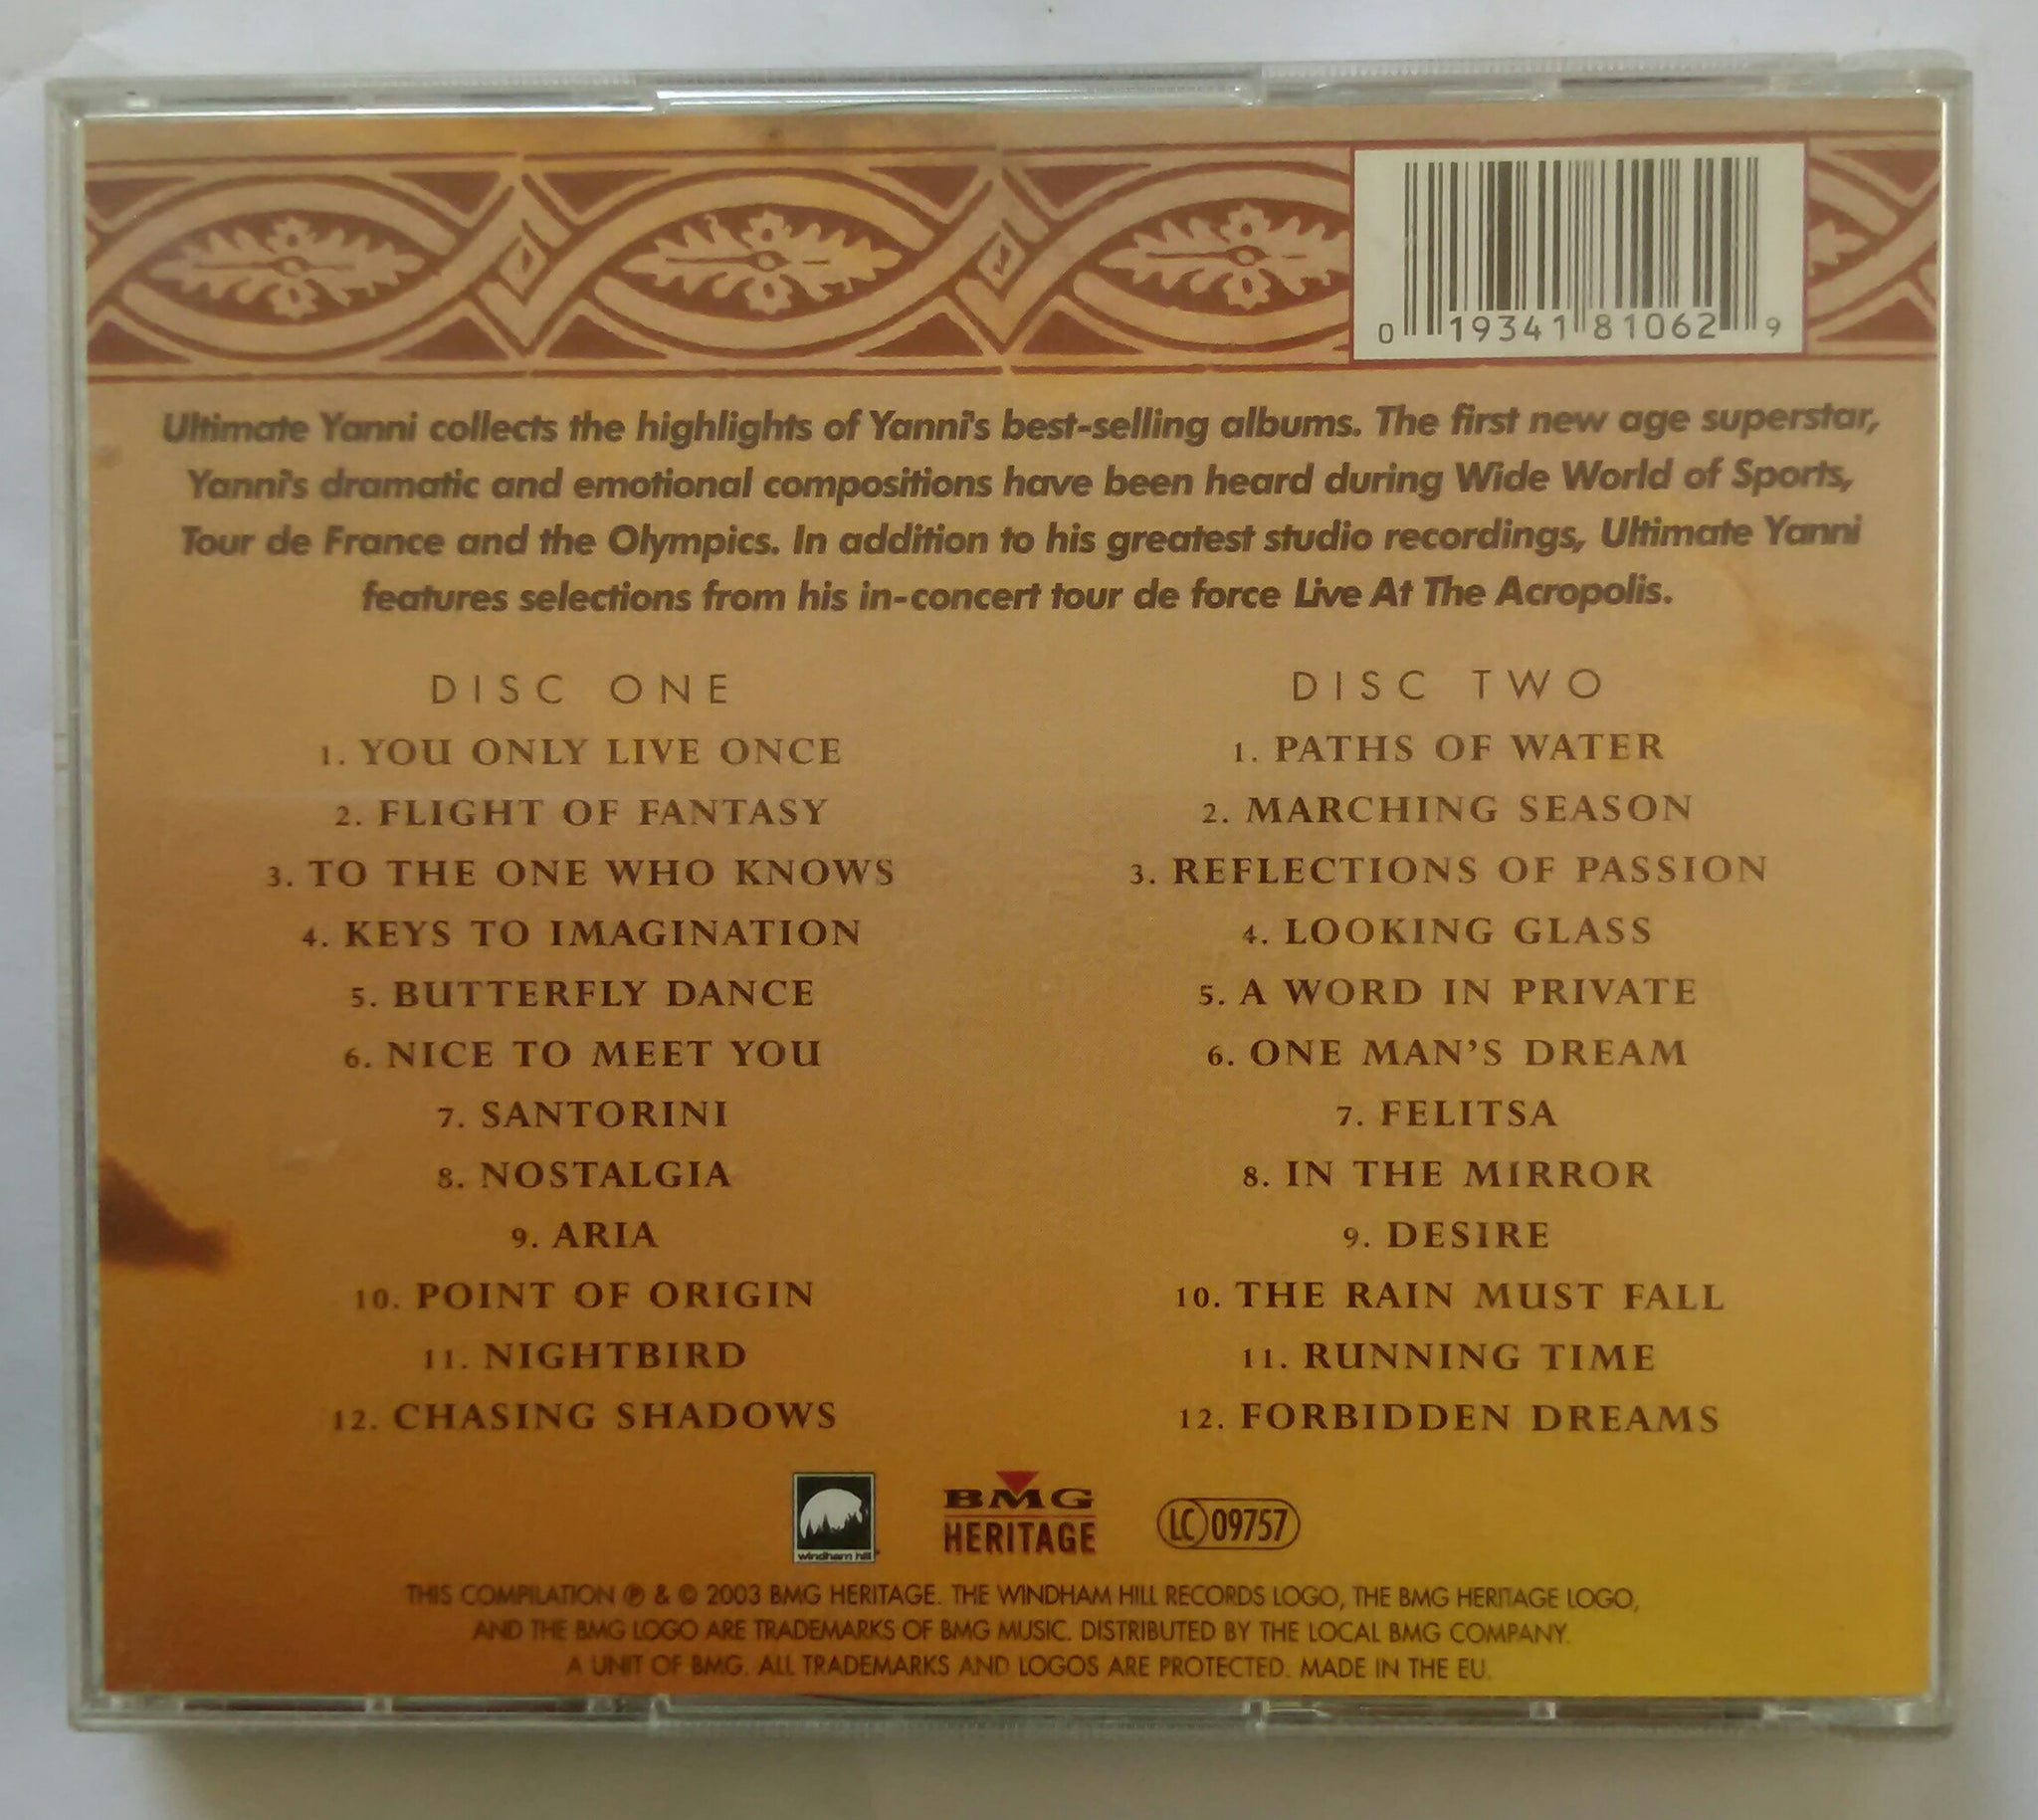 0 19341 81062 9
Ultimate Yanni collects the highlights of Yanni's best-selling albums. The first new age superstar,
Yanni's dramatic and emotional compositions have been heard during Wide World of Sports,
Tour de France and the Olympics. In addition to his greatest studio recordings, Ultimate Yanni
features selections from his in-concert tour de force Live At The Acropolis.
DISC ONE
1. YOU ONLY LIVE ONCE
2. FLIGHT OF FANTASY
3. TO THE ONE WHO KNOWS
4. KEYS TO IMAGINATION
5. BUTTERFLY DANCE
6. NICE TO MEET YOU
7. SANTORINI
8. NOSTALGIA
9. ARIA
10. POINT OF ORIGIN
11. NIGHTBIRD
12. CHASING SHADOWS
DISC TWO
1. PATHS OF WATER
2. MARCHING SEASON
3. REFLECTIONS OF PASSION
4. LOOKING GLASS
5. A WORD IN PRIVATE
6. ONE MAN'S DREAM
7. FELITSA
8. IN THE MIRROR
9. DESIRE
10. THE RAIN MUST FALL
11. RUNNING TIME
12. FORBIDDEN DREAMS
windham hill
BMG
HERITAGE
LC 09757
THIS COMPILATION ℗ & © 2003 BMG HERITAGE. THE WINDHAM HILL RECORDS LOGO, THE BMG HERITAGE LOGO,
AND THE BMG LOGO ARE TRADEMARKS OF BMG MUSIC. DISTRIBUTED BY THE LOCAL BMG COMPANY.
A UNIT OF BMG. ALL TRADEMARKS AND LOGOS ARE PROTECTED. MADE IN THE EU.